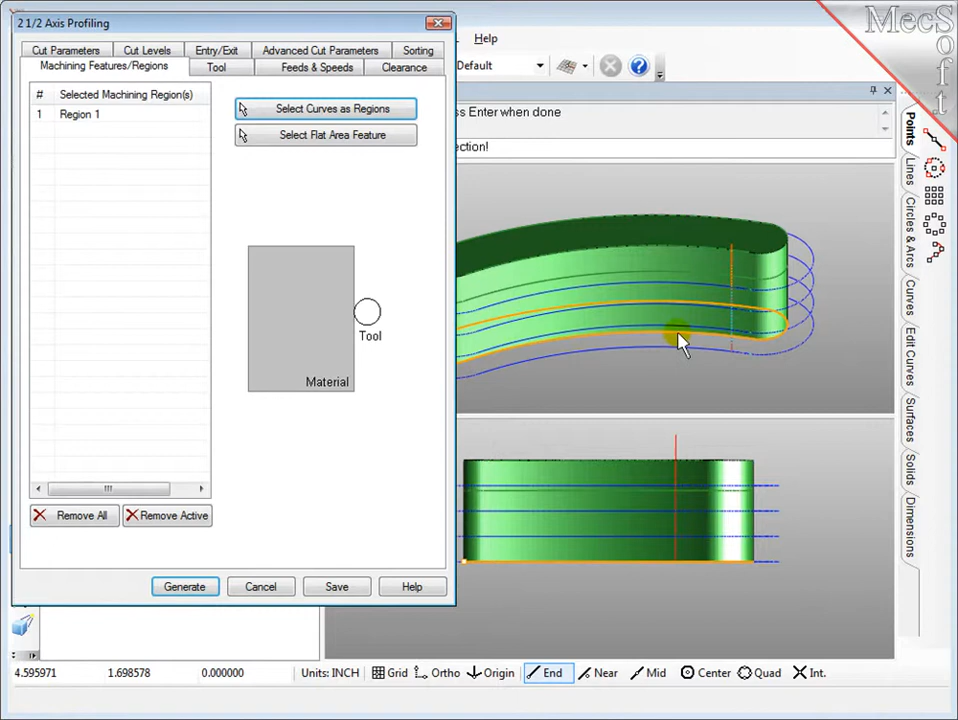 2 1/2 Axis Profiling
MecSoft
Help
Cut Parameters
Cut Levels
Entry/Exit
Advanced Cut Parameters
Sorting
Machining Features/Regions
Tool
Feeds & Speeds
Clearance
Default
# Selected Machining Region(s)
1 Region 1
Select Curves as Regions
Select Flat Area Feature
ss Enter when done
ection!
Tool
Material
Points
Lines
Circles & Arcs
Curves
Edit Curves
Surfaces
Solids
Dimensions
Remove All
Remove Active
Generate
Cancel
Save
Help
4.595971 1.698578 0.000000 Units: INCH Grid Ortho Origin End Near Mid Center Quad Int.